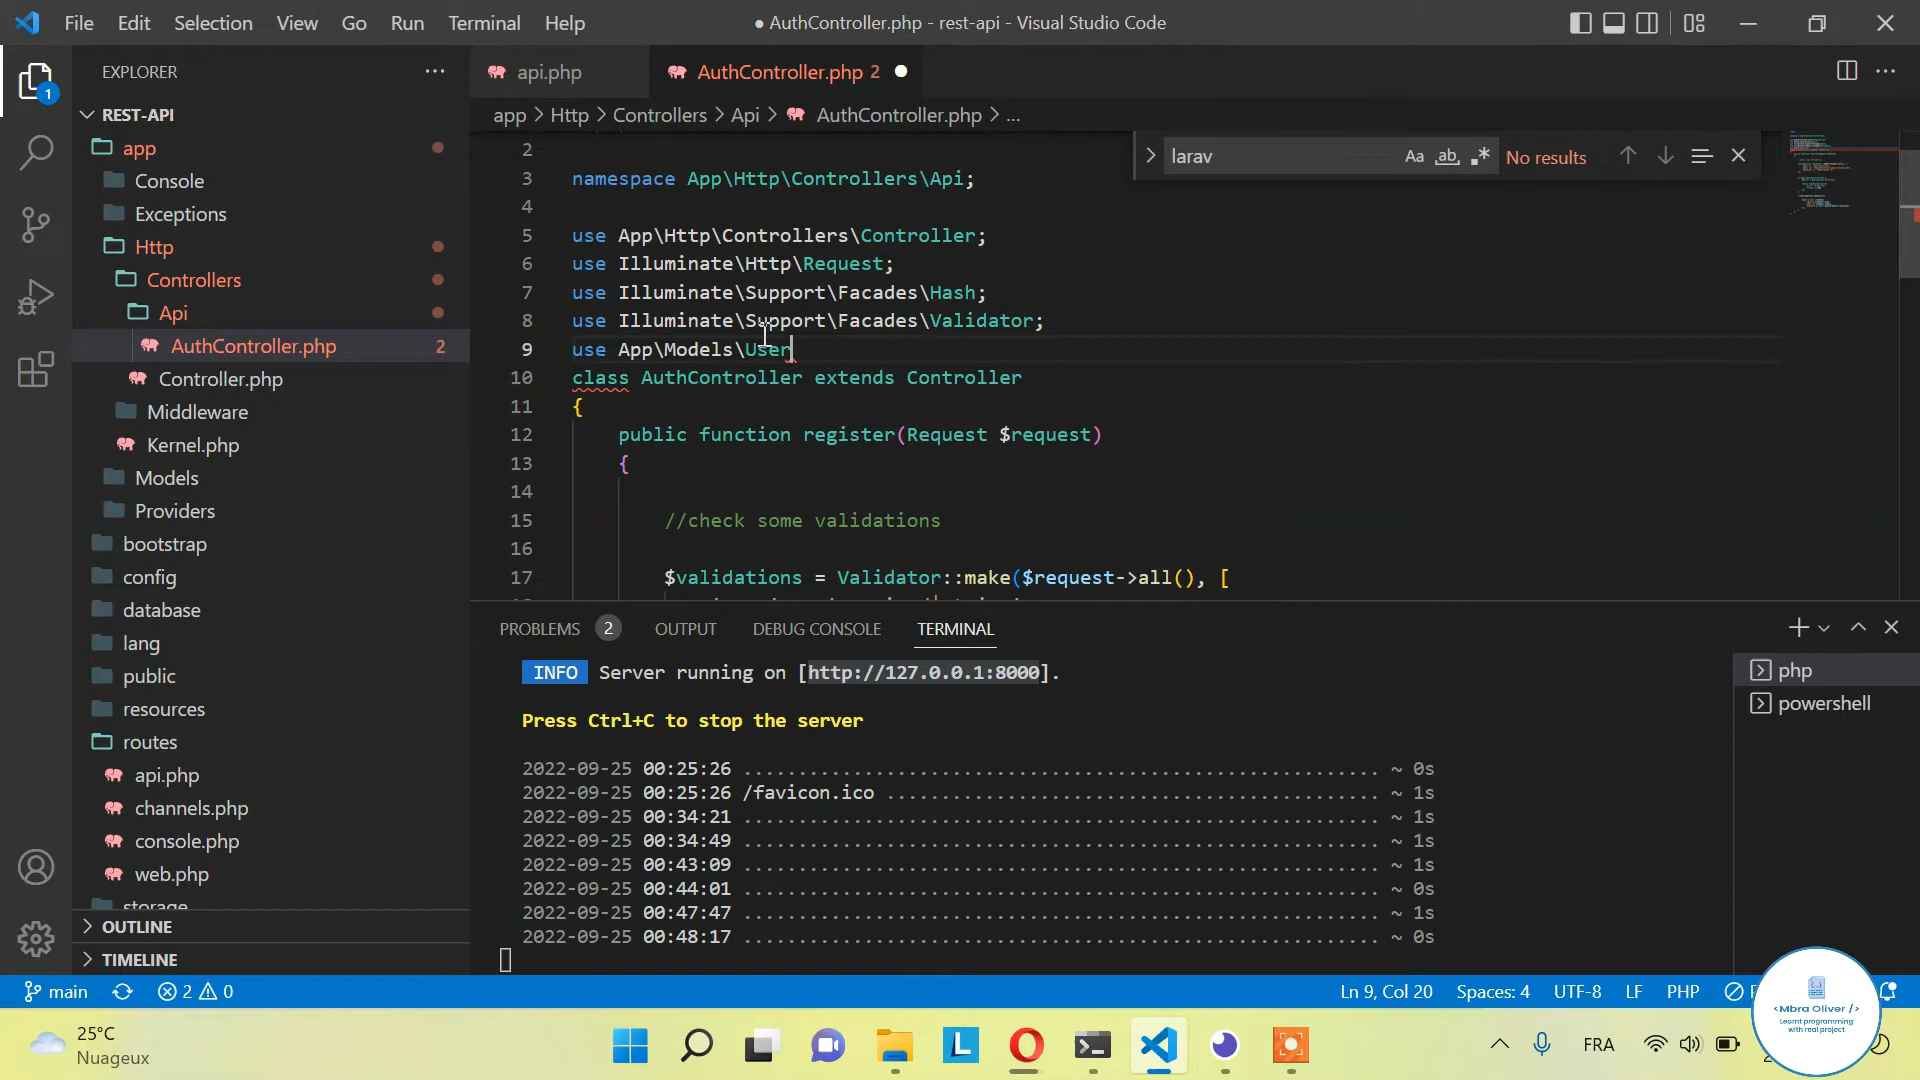 File Edit Selection View Go Run Terminal Help
● AuthController.php - rest-api - Visual Studio Code
EXPLORER
1
REST-API
app
Console
Exceptions
Http
Controllers
Api
AuthController.php 2
Controller.php
Middleware
Kernel.php
Models
Providers
bootstrap
config
database
lang
public
resources
routes
api.php
channels.php
console.php
web.php
storage
OUTLINE
TIMELINE
api.php
AuthController.php 2 ●
app > Http > Controllers > Api > AuthController.php > ...
larav Aa ab .* No results
2
3 namespace App\Http\Controllers\Api;
4
5 use App\Http\Controllers\Controller;
6 use Illuminate\Http\Request;
7 use Illuminate\Support\Facades\Hash;
8 use Illuminate\Support\Facades\Validator;
9 use App\Models\User
10 class AuthController extends Controller
11 {
12 public function register(Request $request)
13 {
14
15 //check some validations
16
17 $validations = Validator::make($request->all(), [
PROBLEMS 2 OUTPUT DEBUG CONSOLE TERMINAL
INFO Server running on [http://127.0.0.1:8000].
Press Ctrl+C to stop the server
2022-09-25 00:25:26 ........................................................... ~ 0s
2022-09-25 00:25:26 /favicon.ico .............................................. ~ 1s
2022-09-25 00:34:21 ........................................................... ~ 1s
2022-09-25 00:34:49 ........................................................... ~ 1s
2022-09-25 00:43:09 ........................................................... ~ 1s
2022-09-25 00:44:01 ........................................................... ~ 0s
2022-09-25 00:47:47 ........................................................... ~ 1s
2022-09-25 00:48:17 ........................................................... ~ 0s
php
powershell
main 2 0
Ln 9, Col 20 Spaces: 4 UTF-8 LF PHP
<Mbra Oliver />
Learnt programming
with real project
25°C
Nuageux
L
FRA